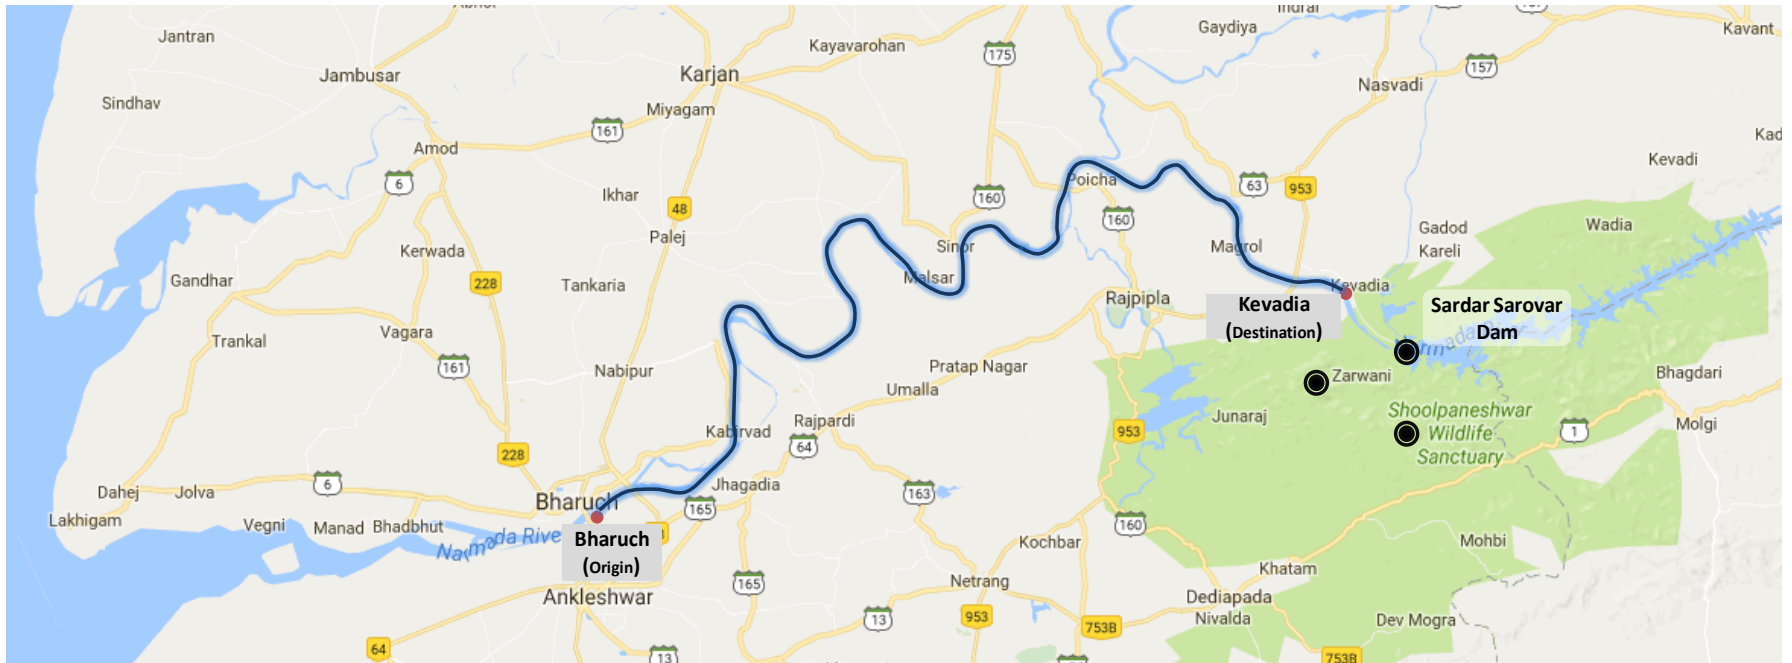 Jantran
Jambusar
Sindhav
Kayavarohan
Karjan
Miyagam
175
Gaydiya
157
Kavant
Nasvadi
161
Amod
6
Ikhar
48
Palej
Kerwada
Gandhar
228
Tankaria
Trankal
Vagara
161
Nabipur
160
Poicha
160
63
953
Kevadi
Wadia
Gadod
Kareli
Sinor
Malsar
Magrol
Rajpipla
Kevadia
Kevadia
(Destination)
Sardar Sarovar
Dam
Pratap Nagar
Umalla
Zarwani
Junaraj
Shoolpaneshwar
Wildlife
Sanctuary
Bhagdari
Molgi
1
Kabirvad
Rajpardi
64
953
228
Dahej
Jolva
6
Lakhigam
Vegni
Manad
Bhadbhut
Bharuch
Narmada River
Bharuch
(Origin)
Jhagadia
165
163
160
Kochbar
Mohbi
Khatam
Ankleshwar
165
Netrang
953
13
753B
Dediapada
Nivalda
Dev Mogra
64
13
753B